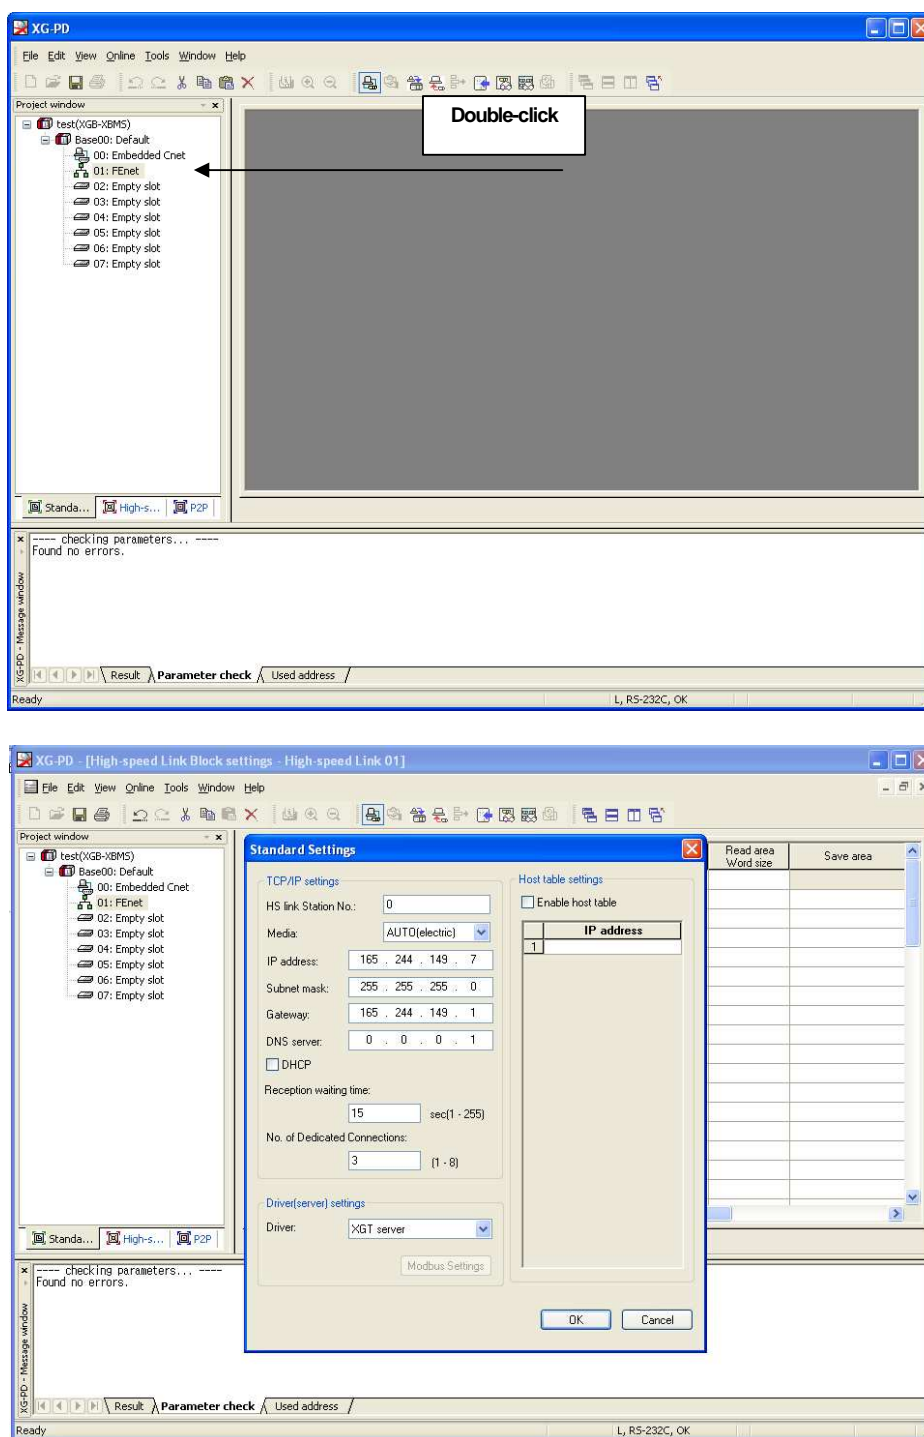 XG-PD
File Edit View Online Tools Window Help
Project window
Double-click
test(XGB-XBMS)
Base00: Default
00: Embedded Cnet
01: FEnet
02: Empty slot
03: Empty slot
04: Empty slot
05: Empty slot
06: Empty slot
07: Empty slot
Standa... High-s... P2P
---- checking parameters... ----
Found no errors.
XG-PD - Message window
Result Parameter check Used address
Ready L, RS-232C, OK
XG-PD - [High-speed Link Block settings - High-speed Link 01]
File Edit View Online Tools Window Help
Project window
test(XGB-XBMS)
Base00: Default
00: Embedded Cnet
01: FEnet
02: Empty slot
03: Empty slot
04: Empty slot
05: Empty slot
06: Empty slot
07: Empty slot
Standa... High-s... P2P
Standard Settings
TCP/IP settings
HS link Station No.: 0
Media: AUTO(electric)
IP address: 165 . 244 . 149 . 7
Subnet mask: 255 . 255 . 255 . 0
Gateway: 165 . 244 . 149 . 1
DNS server: 0 . 0 . 0 . 1
DHCP
Reception waiting time:
15 sec(1 - 255)
No. of Dedicated Connections:
3 (1 - 8)
Driver(server) settings
Driver: XGT server
Modbus Settings
Host table settings
Enable host table
IP address
1
OK Cancel
Read area
Word size
Save area
---- checking parameters... ----
Found no errors.
XG-PD - Message window
Result Parameter check Used address
Ready L, RS-232C, OK